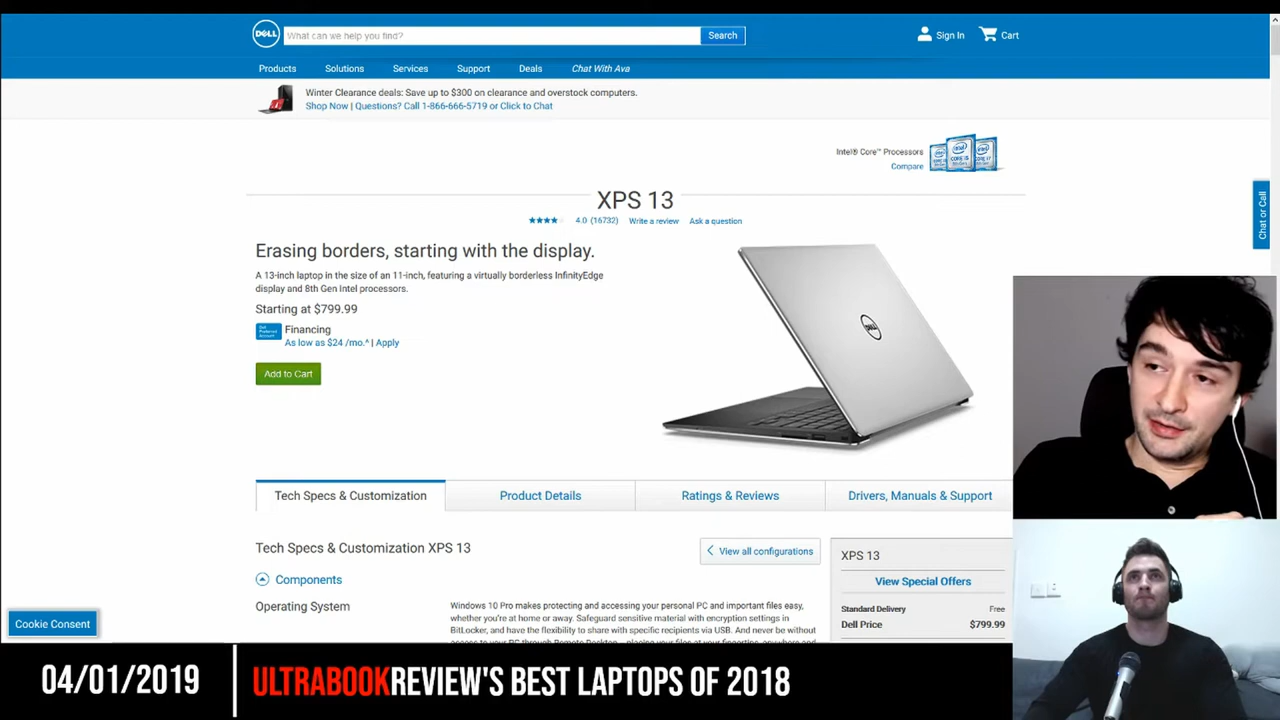 DELL
What can we help you find?
Search
Sign In
Cart
Products
Solutions
Services
Support
Deals
Chat With Ava
Winter Clearance deals: Save up to $300 on clearance and overstock computers.
Shop Now | Questions? Call 1-866-666-5719 or Click to Chat
Intel® Core™ Processors
Compare
Chat or Call
XPS 13
4.0 (16732)
Write a review
Ask a question
Erasing borders, starting with the display.
A 13-inch laptop in the size of an 11-inch, featuring a virtually borderless InfinityEdge
display and 8th Gen Intel processors.
Starting at $799.99
Financing
As low as $24 /mo.^ | Apply
Add to Cart
DELL
Tech Specs & Customization
Product Details
Ratings & Reviews
Drivers, Manuals & Support
Tech Specs & Customization XPS 13
View all configurations
XPS 13
View Special Offers
Standard Delivery
Free
Dell Price
$799.99
Components
Operating System
Windows 10 Pro makes protecting and accessing your personal PC and important files easy,
whether you're at home or away. Safeguard sensitive material with encryption settings in
BitLocker, and have the flexibility to share with specific recipients via USB. And never be without
Cookie Consent
04/01/2019
ULTRABOOKREVIEW'S BEST LAPTOPS OF 2018